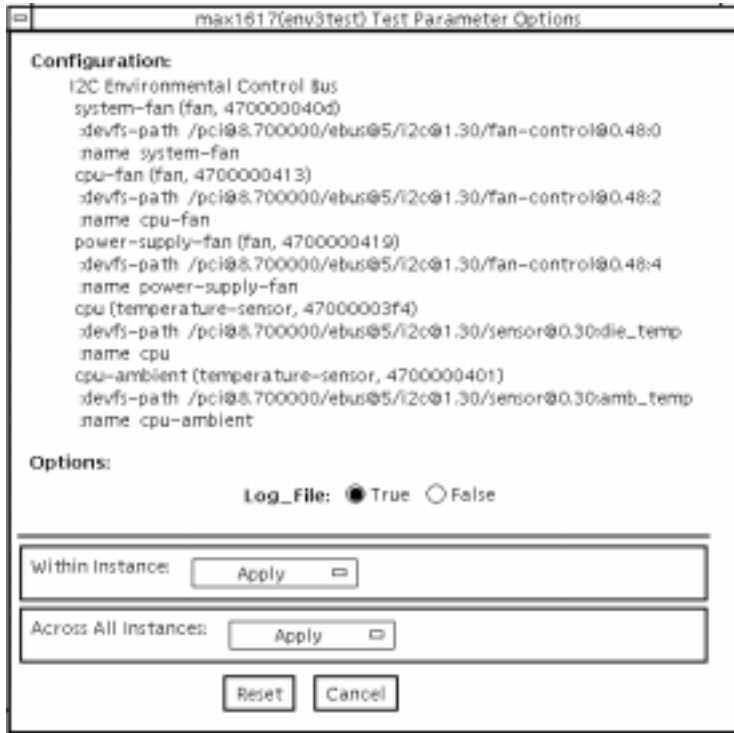 max1617(env3test) Test Parameter Options
Configuration:
I2C Environmental Control Bus
system-fan (fan, 470000040d)
:devfs-path /pci@8,700000/ebus@5/i2c@1,30/fan-control@0,48:0
:name system-fan
cpu-fan (fan, 4700000413)
:devfs-path /pci@8,700000/ebus@5/i2c@1,30/fan-control@0,48:2
:name cpu-fan
power-supply-fan (fan, 4700000419)
:devfs-path /pci@8,700000/ebus@5/i2c@1,30/fan-control@0,48:4
:name power-supply-fan
cpu (temperature-sensor, 47000003f4)
:devfs-path /pci@8,700000/ebus@5/i2c@1,30/sensor@0,30:die_temp
:name cpu
cpu-ambient (temperature-sensor, 4700000401)
:devfs-path /pci@8,700000/ebus@5/i2c@1,30/sensor@0,30:amb_temp
:name cpu-ambient
Options:
Log_File: True False
Within Instance: Apply
Across All Instances: Apply
Reset Cancel